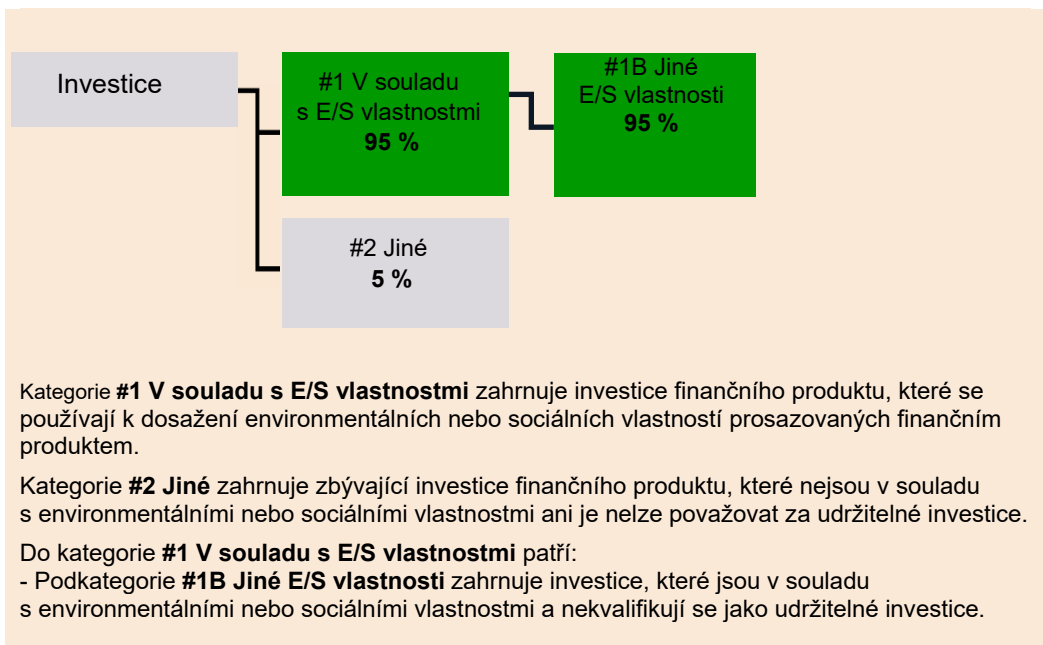 Investice
#1 V souladu
s E/S vlastnostmi
95 %
#1B Jiné
E/S vlastnosti
95 %
#2 Jiné
5 %
Kategorie #1 V souladu s E/S vlastnostmi zahrnuje investice finančního produktu, které se
používají k dosažení environmentálních nebo sociálních vlastností prosazovaných finančním
produktem.
Kategorie #2 Jiné zahrnuje zbývající investice finančního produktu, které nejsou v souladu
s environmentálními nebo sociálními vlastnostmi ani je nelze považovat za udržitelné investice.
Do kategorie #1 V souladu s E/S vlastnostmi patří:
- Podkategorie #1B Jiné E/S vlastnosti zahrnuje investice, které jsou v souladu
s environmentálními nebo sociálními vlastnostmi a nekvalifikují se jako udržitelné investice.